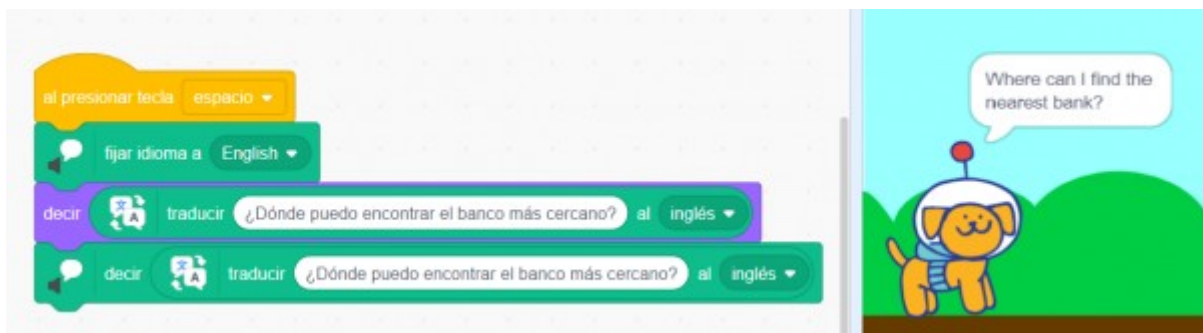 al presionar tecla espacio
fijar idioma a English
decir traducir ¿Dónde puedo encontrar el banco más cercano? al inglés
decir traducir ¿Dónde puedo encontrar el banco más cercano? al inglés
Where can I find the
nearest bank?